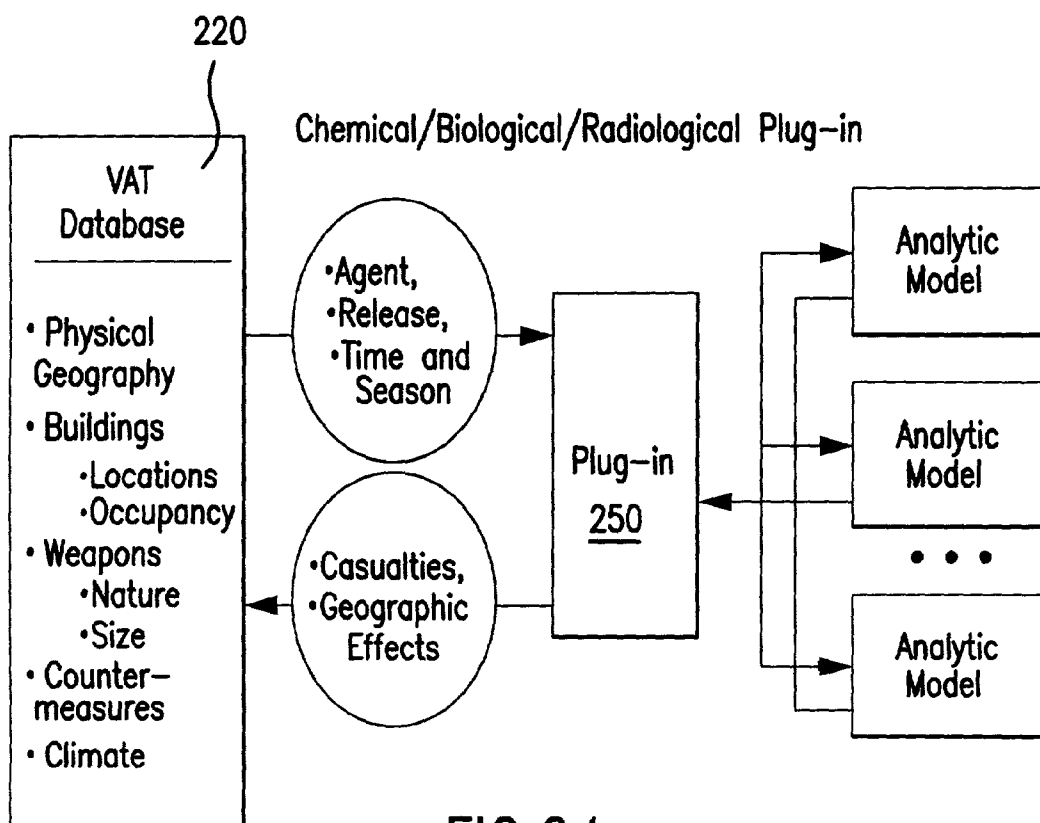 220
Chemical/Biological/Radiological Plug-in
VAT
Database
• Physical
Geography
• Buildings
•Locations
•Occupancy
• Weapons
•Nature
•Size
• Counter-
measures
• Climate
•Agent,
•Release,
•Time and
Season
•Casualties,
•Geographic
Effects
Plug-in
250
Analytic
Model
Analytic
Model
• • •
Analytic
Model